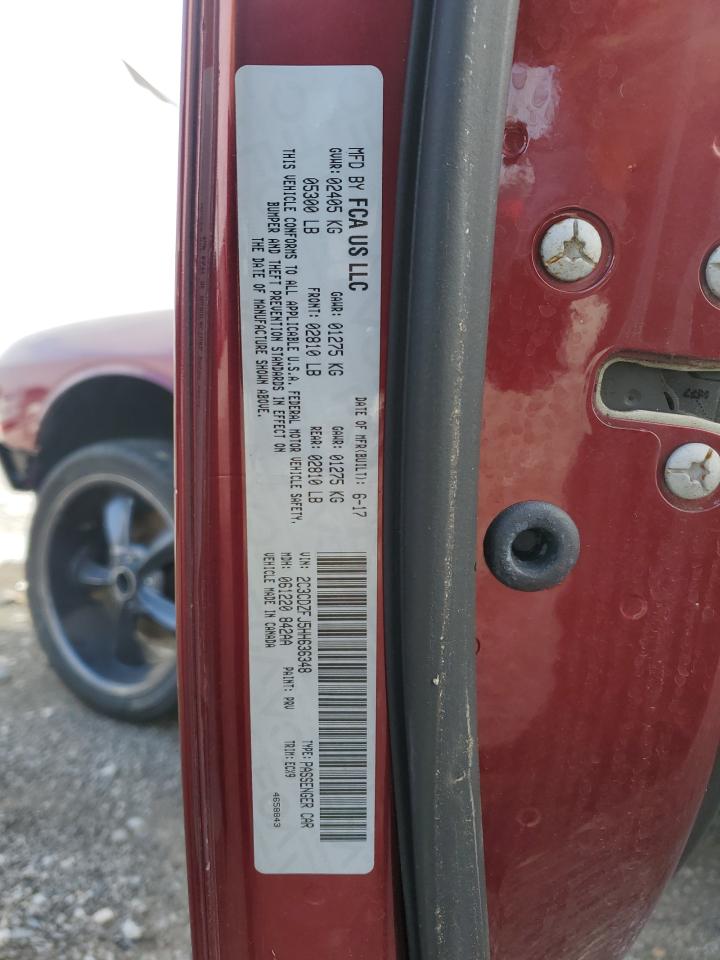 MFD BY FCA US LLC
DATE OF MFR(BUILT): 6-17
GVWR: 02405 KG GAWR: 01275 KG GAWR: 01275 KG
05300 LB FRONT: 02810 LB REAR: 02810 LB
THIS VEHICLE CONFORMS TO ALL APPLICABLE U.S.A. FEDERAL MOTOR VEHICLE SAFETY,
BUMPER AND THEFT PREVENTION STANDARDS IN EFFECT ON
THE DATE OF MANUFACTURE SHOWN ABOVE.
VIN: 2C3CDZFJ5HH636348 TYPE: PASSENGER CAR
MDH: 061220 842AA PAINT: PRV TRIM: ECX9
VEHICLE MADE IN CANADA 4658843